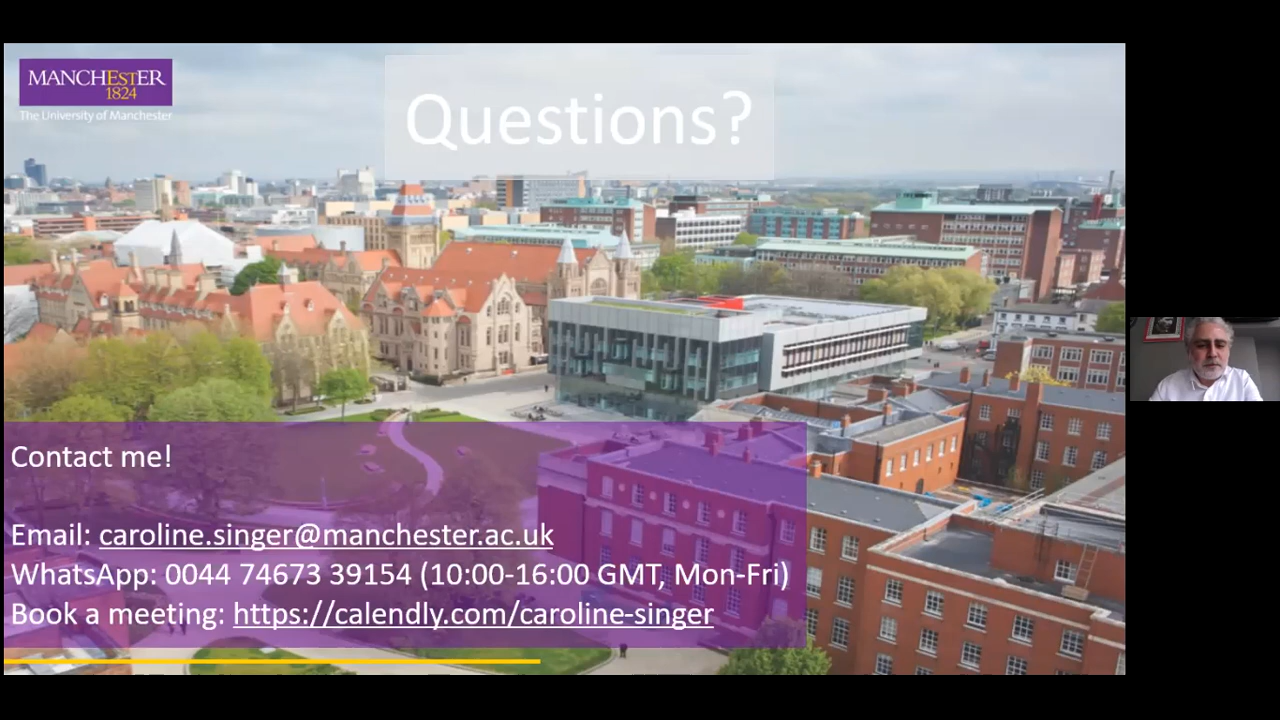 MANCHESTER
1824
The University of Manchester
Questions?
Contact me!
Email: caroline.singer@manchester.ac.uk
WhatsApp: 0044 74673 39154 (10:00-16:00 GMT, Mon-Fri)
Book a meeting: https://calendly.com/caroline-singer